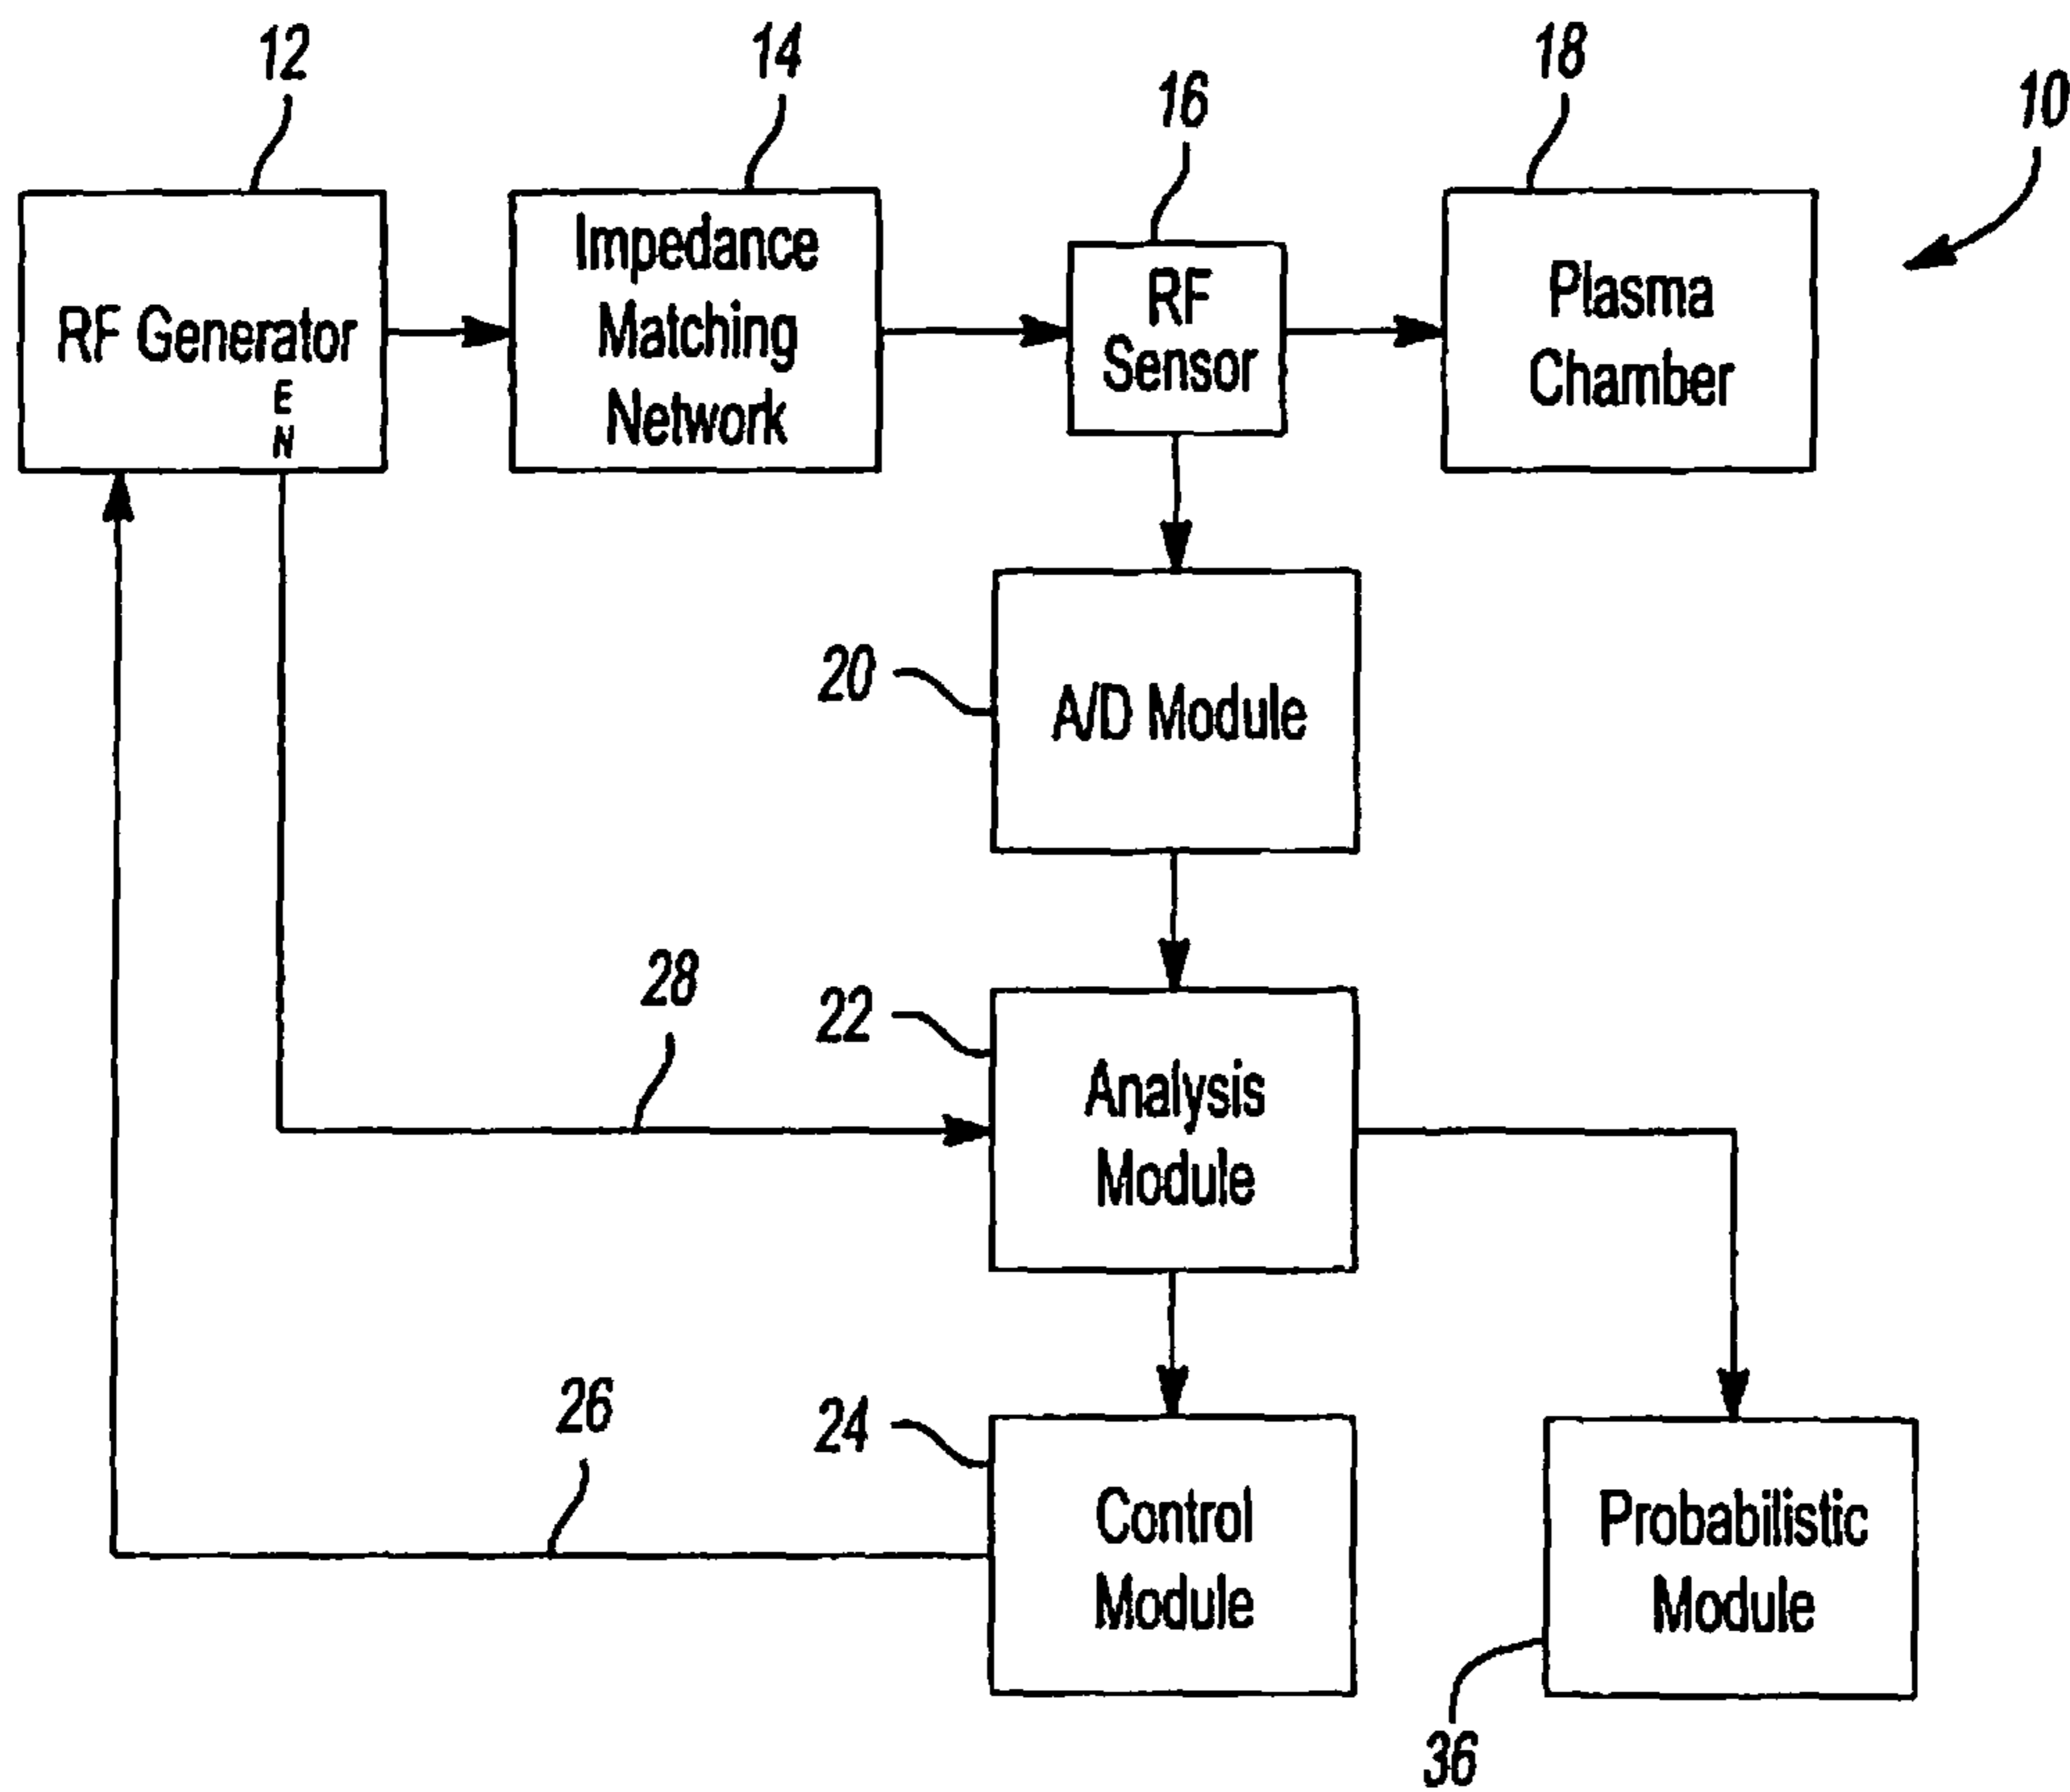 12
14
16
18
10
RF Generator
E
N
Impedance
Matching
Network
RF
Sensor
Plasma
Chamber
20
A/D Module
28
22
Analysis
Module
26
24
Control
Module
Probabilistic
Module
36